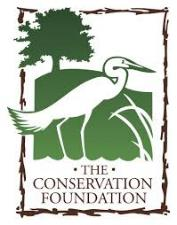 · THE ·
CONSERVATION
FOUNDATION